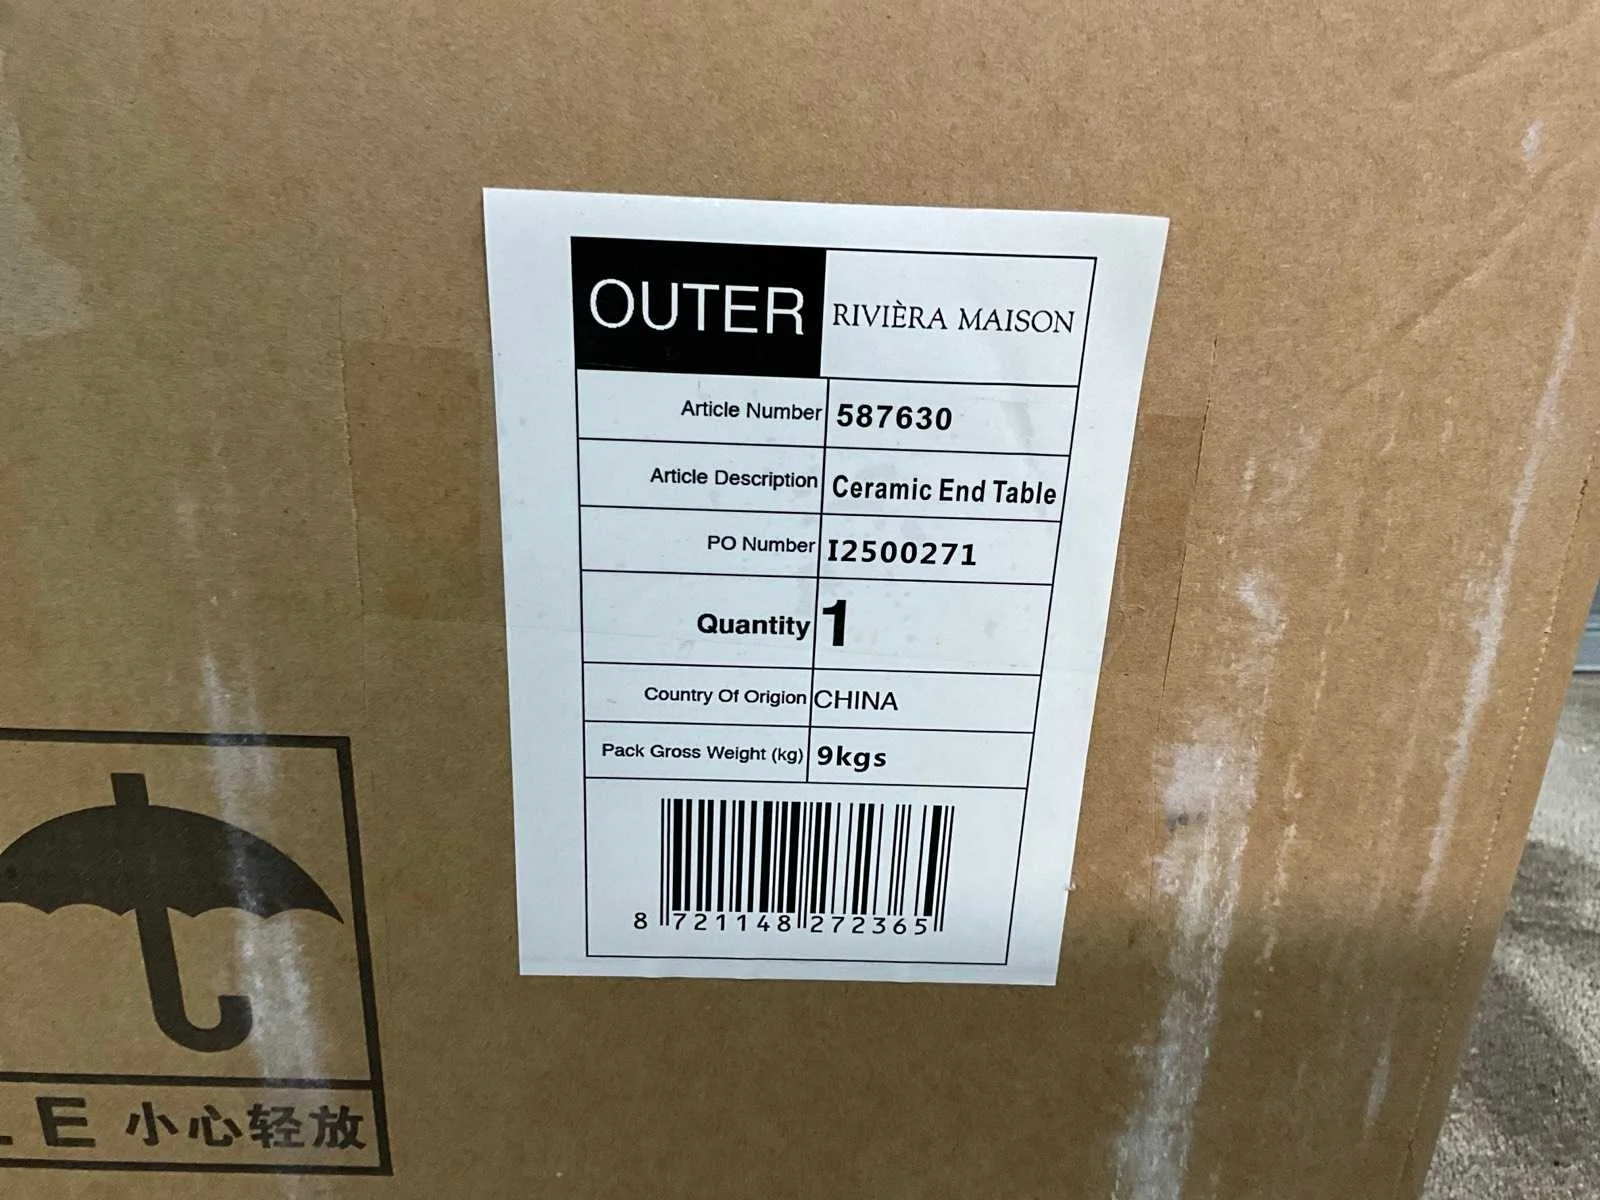 OUTER RIVIÈRA MAISON
Article Number 587630
Article Description Ceramic End Table
PO Number I2500271
Quantity 1
Country Of Origion CHINA
Pack Gross Weight (kg) 9kgs
8 721148 272365
LE 小心轻放